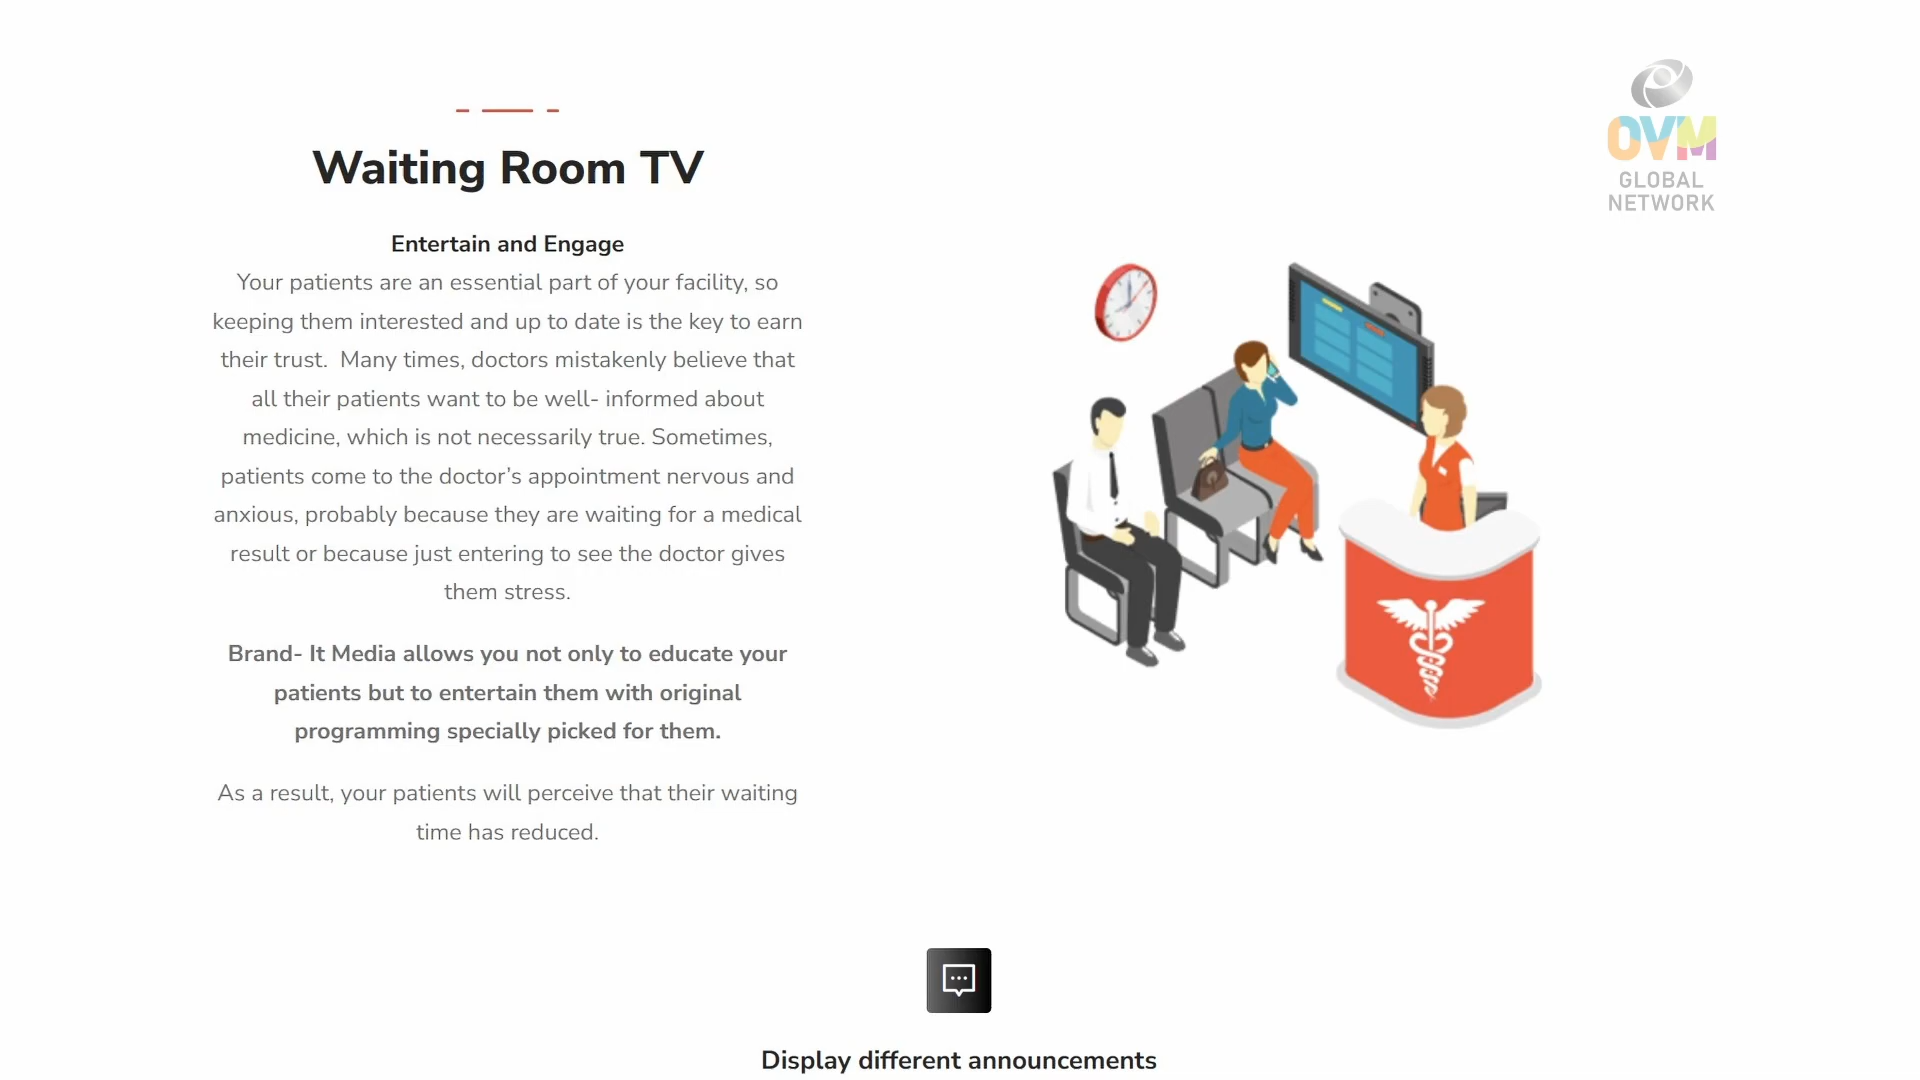 Waiting Room TV
Entertain and Engage
Your patients are an essential part of your facility, so
keeping them interested and up to date is the key to earn
their trust.  Many times, doctors mistakenly believe that
all their patients want to be well- informed about
medicine, which is not necessarily true. Sometimes,
patients come to the doctor’s appointment nervous and
anxious, probably because they are waiting for a medical
result or because just entering to see the doctor gives
them stress.
Brand- It Media allows you not only to educate your
patients but to entertain them with original
programming specially picked for them.
As a result, your patients will perceive that their waiting
time has reduced.
OVM
GLOBAL
NETWORK
Display different announcements